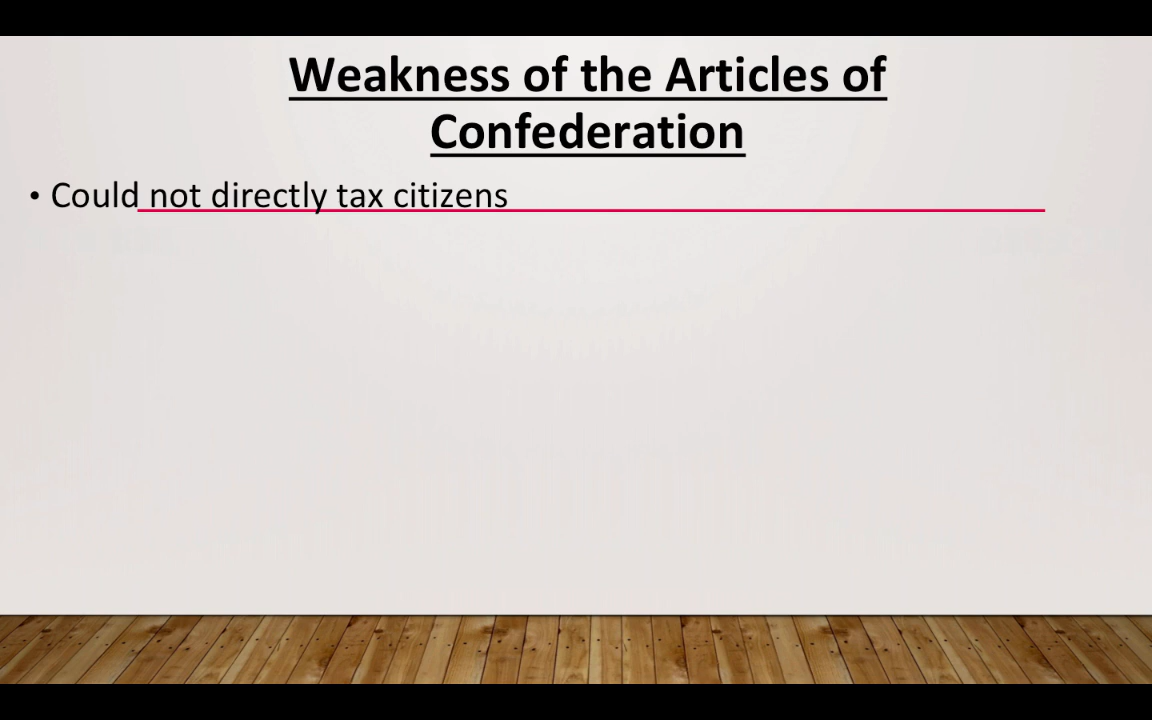 Weakness of the Articles of
Confederation
• Could not directly tax citizens